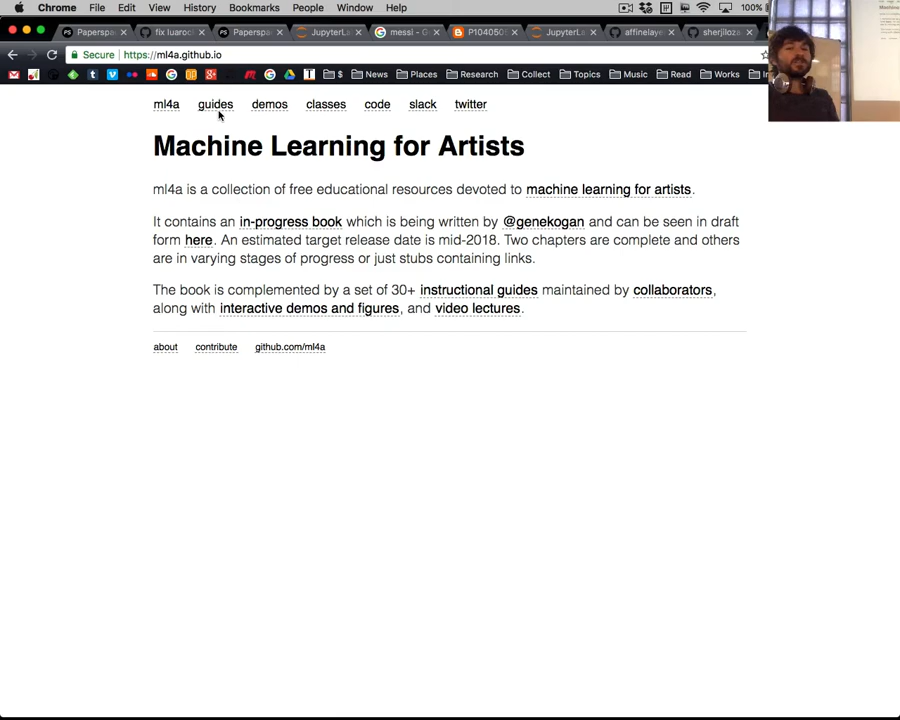 Chrome File Edit View History Bookmarks People Window Help 100%
Paperspa fix luarocl Paperspa JupyterLa messi - G P104050 JupyterLa affinelaye sherjiloza
Secure https://ml4a.github.io
$ News Places Research Collect Topics Music Read Works
ml4a guides demos classes code slack twitter
Machine Learning for Artists
ml4a is a collection of free educational resources devoted to machine learning for artists.
It contains an in-progress book which is being written by @genekogan and can be seen in draft
form here. An estimated target release date is mid-2018. Two chapters are complete and others
are in varying stages of progress or just stubs containing links.
The book is complemented by a set of 30+ instructional guides maintained by collaborators,
along with interactive demos and figures, and video lectures.
about contribute github.com/ml4a